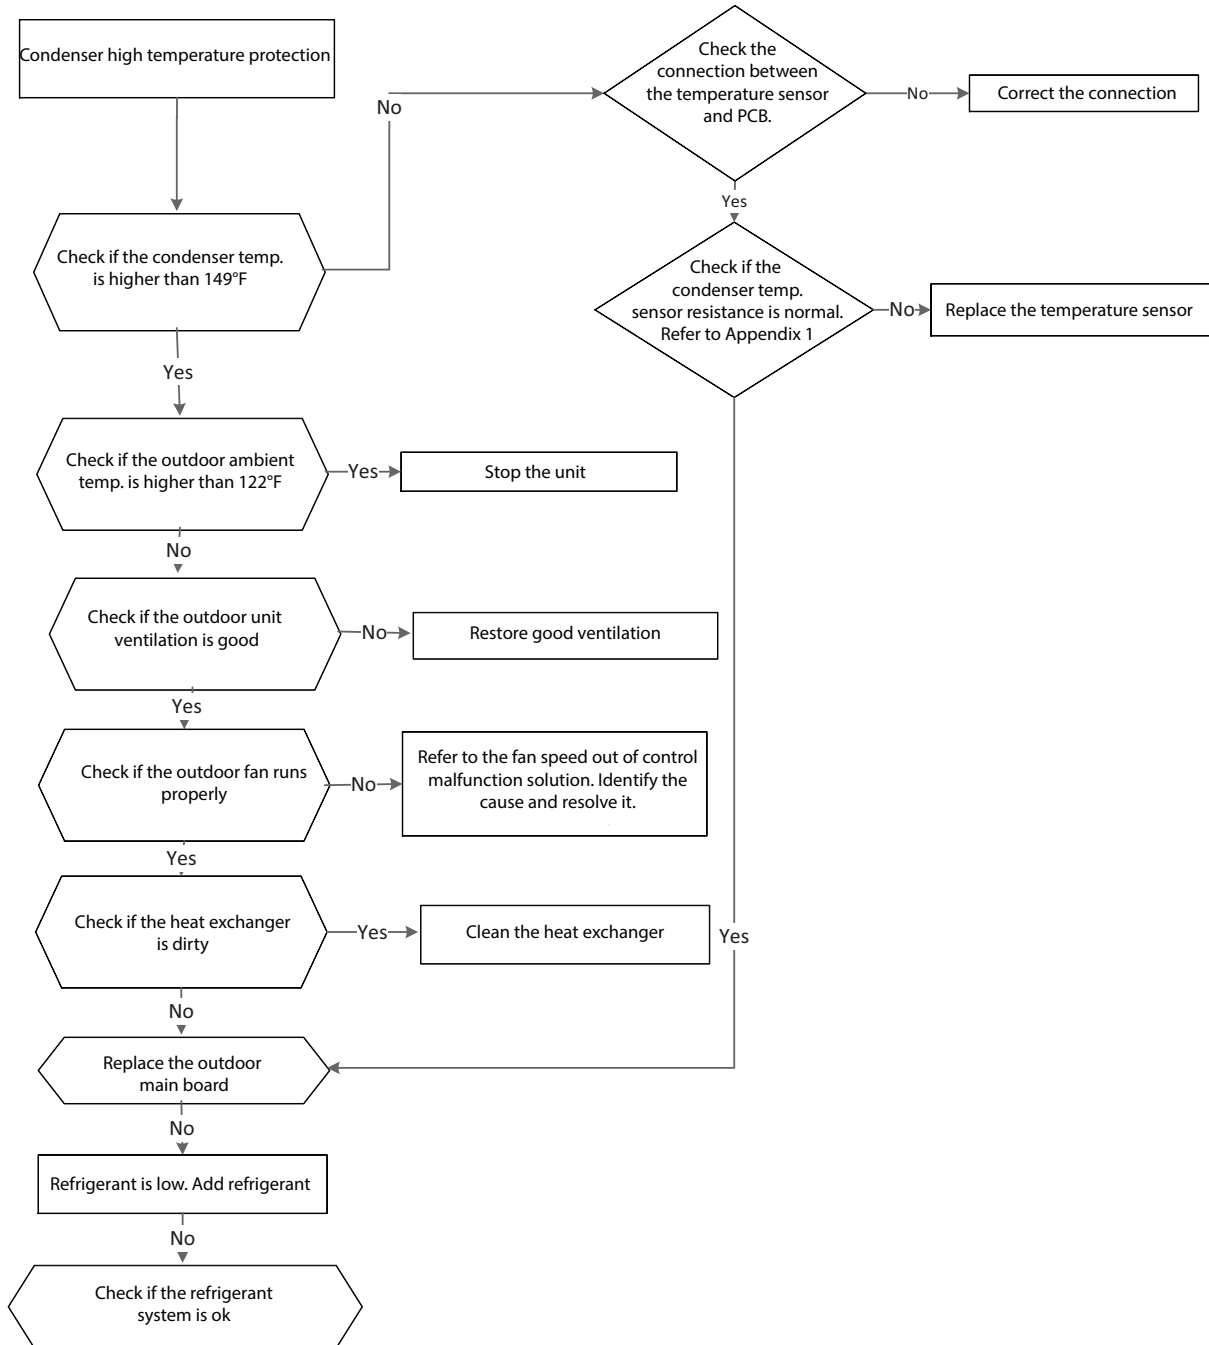 Condenser high temperature protection
Check the
connection between
the temperature sensor
and PCB.
No
Correct the connection
No
Yes
Check if the condenser temp.
is higher than 149°F
Check if the
condenser temp.
sensor resistance is normal.
Refer to Appendix 1
No
Replace the temperature sensor
Yes
Check if the outdoor ambient
temp. is higher than 122°F
Yes
Stop the unit
No
Check if the outdoor unit
ventilation is good
No
Restore good ventilation
Yes
Check if the outdoor fan runs
properly
No
Refer to the fan speed out of control
malfunction solution. Identify the
cause and resolve it.
Yes
Check if the heat exchanger
is dirty
Yes
Clean the heat exchanger
Yes
No
Replace the outdoor
main board
No
Refrigerant is low. Add refrigerant
No
Check if the refrigerant
system is ok